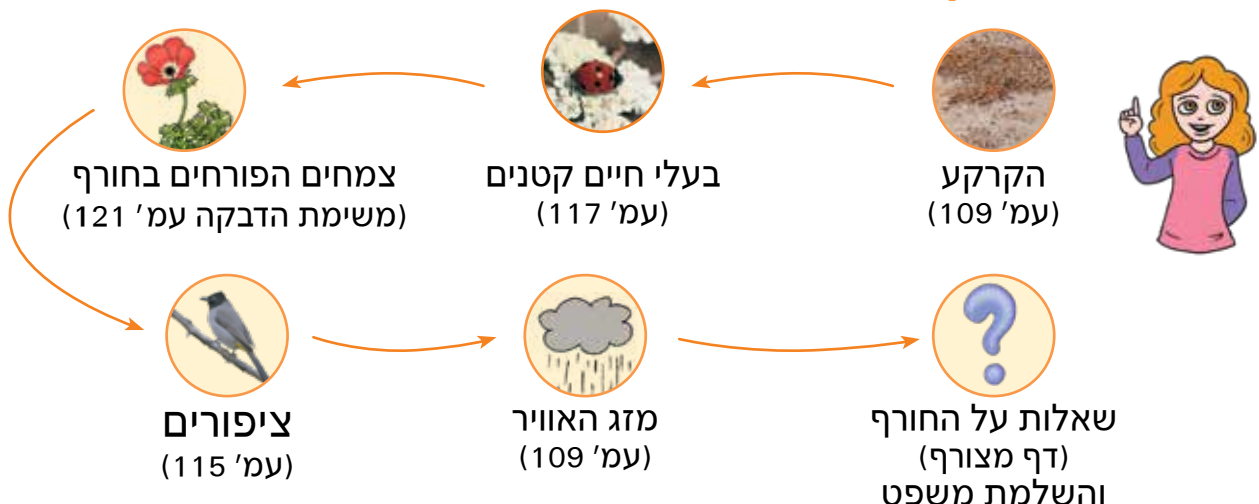 הקרקע
(עמ' 109)
בעלי חיים קטנים
(עמ' 117)
צמחים הפורחים בחורף
(משימת הדבקה עמ' 121)
ציפורים
(עמ' 115)
מזג האוויר
(עמ' 109)
שאלות על החורף
(דף מצורף)
והשלמת משפט